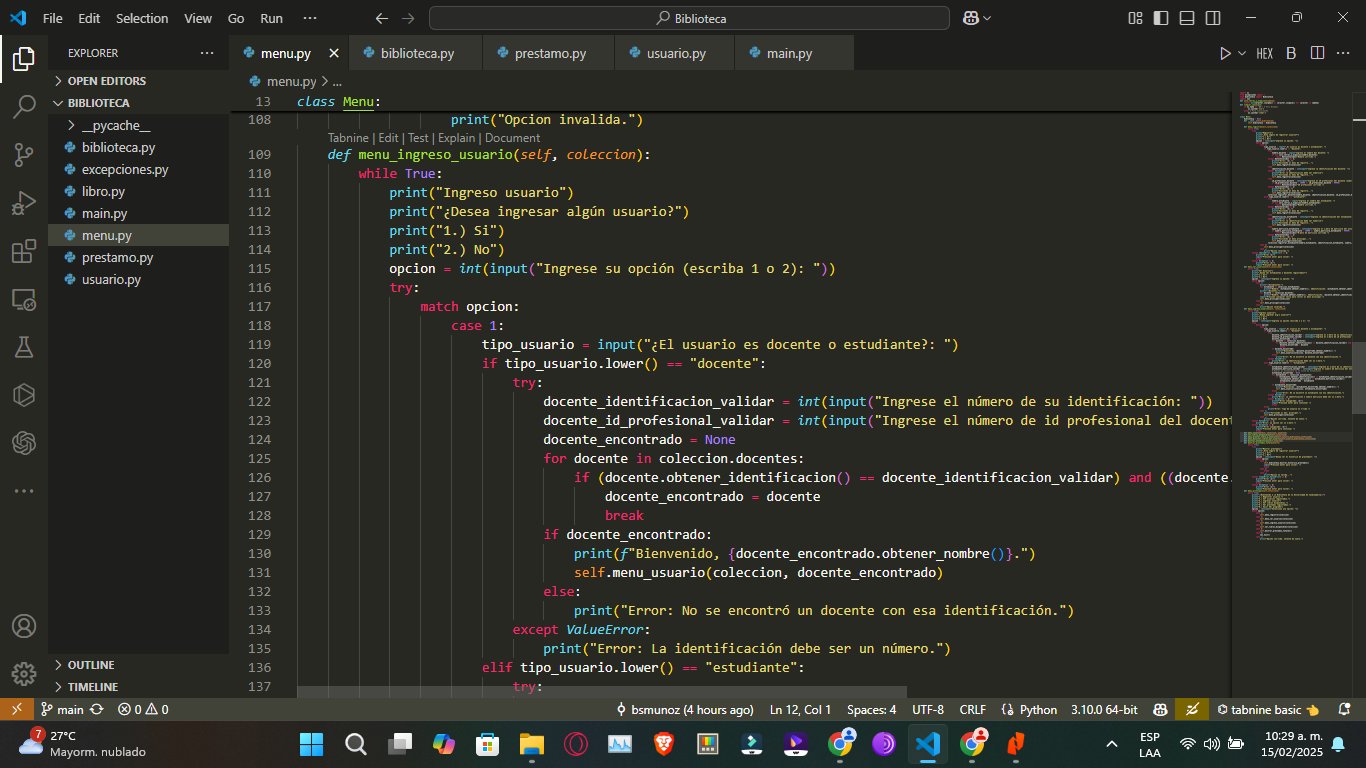 File Edit Selection View Go Run ··· Biblioteca
EXPLORER ···
menu.py
biblioteca.py
prestamo.py
usuario.py
main.py
HEX B ···
OPEN EDITORS
BIBLIOTECA
__pycache__
biblioteca.py
excepciones.py
libro.py
main.py
menu.py
prestamo.py
usuario.py
OUTLINE
TIMELINE
menu.py > ...
13 class Menu:
108 print("Opcion invalida.")
Tabnine | Edit | Test | Explain | Document
109 def menu_ingreso_usuario(self, coleccion):
110 while True:
111 print("Ingreso usuario")
112 print("¿Desea ingresar algún usuario?")
113 print("1.) Si")
114 print("2.) No")
115 opcion = int(input("Ingrese su opción (escriba 1 o 2): "))
116 try:
117 match opcion:
118 case 1:
119 tipo_usuario = input("¿El usuario es docente o estudiante?: ")
120 if tipo_usuario.lower() == "docente":
121 try:
122 docente_identificacion_validar = int(input("Ingrese el número de su identificación: "))
123 docente_id_profesional_validar = int(input("Ingrese el número de id profesional del docent
124 docente_encontrado = None
125 for docente in coleccion.docentes:
126 if (docente.obtener_identificacion() == docente_identificacion_validar) and ((docente.
127 docente_encontrado = docente
128 break
129 if docente_encontrado:
130 print(f"Bienvenido, {docente_encontrado.obtener_nombre()}.")
131 self.menu_usuario(coleccion, docente_encontrado)
132 else:
133 print("Error: No se encontró un docente con esa identificación.")
134 except ValueError:
135 print("Error: La identificación debe ser un número.")
136 elif tipo_usuario.lower() == "estudiante":
137 try:
main 0 0 bsmunoz (4 hours ago) Ln 12, Col 1 Spaces: 4 UTF-8 CRLF Python 3.10.0 64-bit tabnine basic
7
27°C
Mayorm. nublado
ESP
LAA
10:29 a. m.
15/02/2025